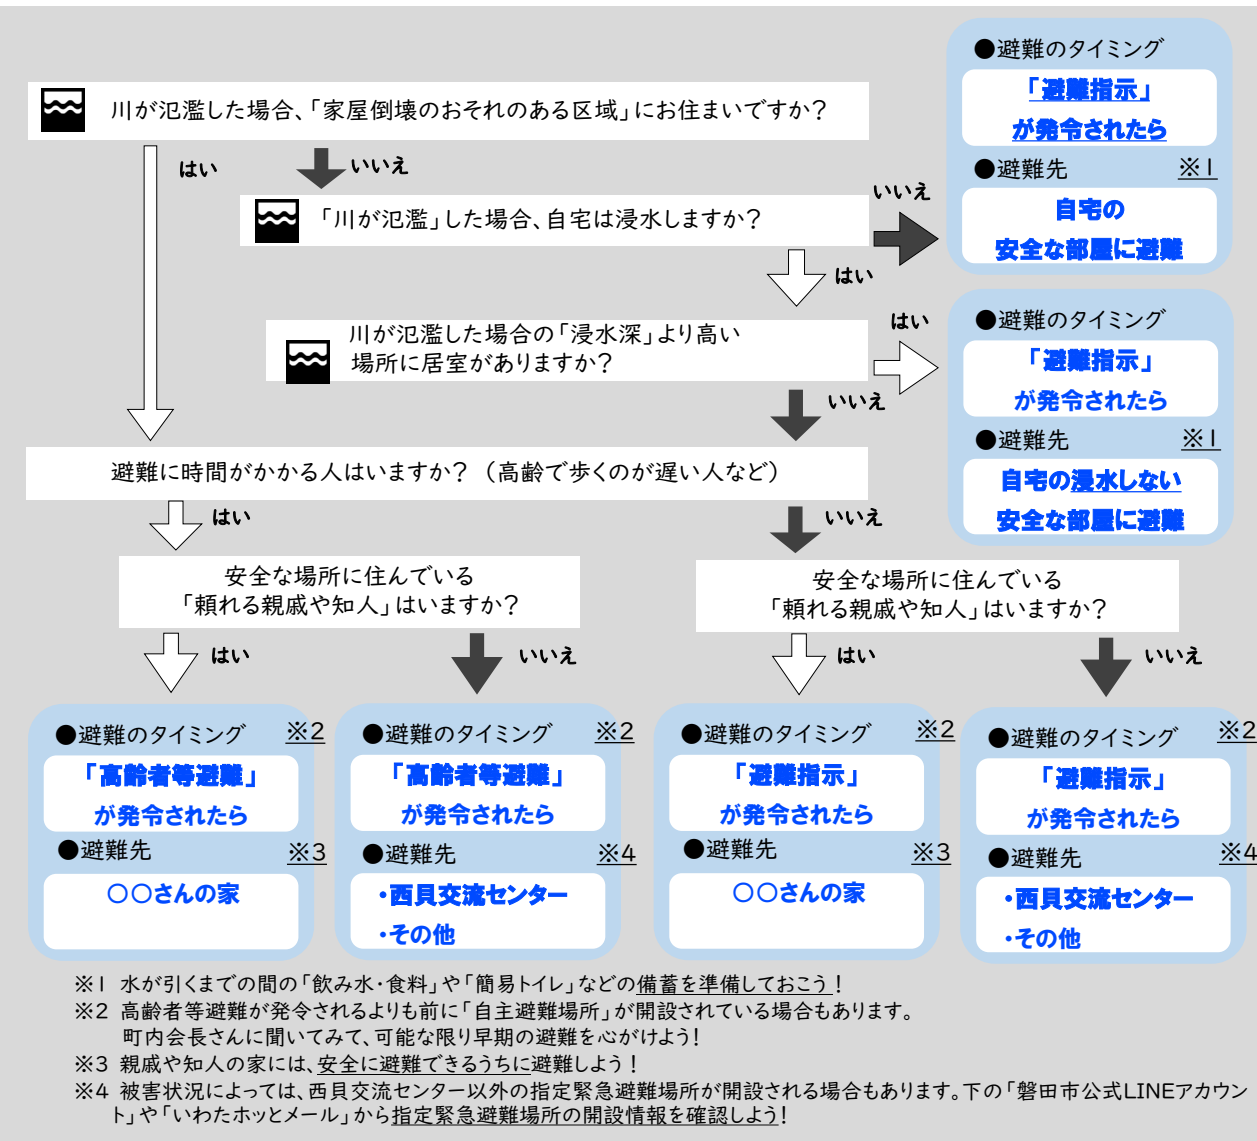 川が氾濫した場合、「家屋倒壊のおそれのある区域」にお住まいですか？
はい
いいえ
「川が氾濫」した場合、自宅は浸水しますか？
いいえ
はい
●避難のタイミング
「避難指示」
が発令されたら
●避難先
※1
自宅の
安全な部屋に避難
川が氾濫した場合の「浸水深」より高い
場所に居室がありますか？
はい
いいえ
●避難のタイミング
「避難指示」
が発令されたら
●避難先
※1
自宅の浸水しない
安全な部屋に避難
避難に時間がかかる人はいますか？（高齢で歩くのが遅い人など）
はい
いいえ
安全な場所に住んでいる
「頼れる親戚や知人」はいますか？
はい
いいえ
安全な場所に住んでいる
「頼れる親戚や知人」はいますか？
はい
いいえ
●避難のタイミング
※2
「高齢者等避難」
が発令されたら
●避難先
※3
○○さんの家
●避難のタイミング
※2
「高齢者等避難」
が発令されたら
●避難先
※4
・西貝交流センター
・その他
●避難のタイミング
※2
「避難指示」
が発令されたら
●避難先
※3
○○さんの家
●避難のタイミング
※2
「避難指示」
が発令されたら
●避難先
※4
・西貝交流センター
・その他
※1 水が引くまでの間の「飲み水・食料」や「簡易トイレ」などの備蓄を準備しておこう！
※2 高齢者等避難が発令されるよりも前に「自主避難場所」が開設されている場合もあります。
町内会長さんに聞いてみて、可能な限り早期の避難を心がけよう！
※3 親戚や知人の家には、安全に避難できるうちに避難しよう！
※4 被害状況によっては、西貝交流センター以外の指定緊急避難場所が開設される場合もあります。下の「磐田市公式LINEアカウン
ト」や「いわたホッとメール」から指定緊急避難場所の開設情報を確認しよう！